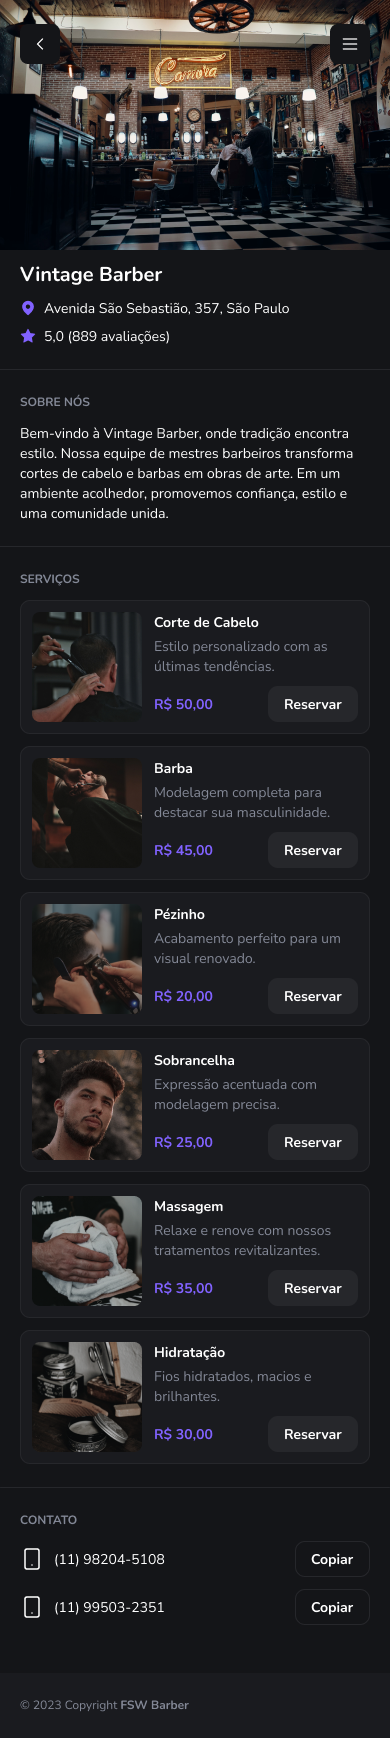 Vintage Barber
Avenida São Sebastião, 357, São Paulo
5,0 (889 avaliações)
SOBRE NÓS
Bem-vindo à Vintage Barber, onde tradição encontra
estilo. Nossa equipe de mestres barbeiros transforma
cortes de cabelo e barbas em obras de arte. Em um
ambiente acolhedor, promovemos confiança, estilo e
uma comunidade unida.
SERVIÇOS
Corte de Cabelo
Estilo personalizado com as
últimas tendências.
R$ 50,00
Reservar
Barba
Modelagem completa para
destacar sua masculinidade.
R$ 45,00
Reservar
Pézinho
Acabamento perfeito para um
visual renovado.
R$ 20,00
Reservar
Sobrancelha
Expressão acentuada com
modelagem precisa.
R$ 25,00
Reservar
Massagem
Relaxe e renove com nossos
tratamentos revitalizantes.
R$ 35,00
Reservar
Hidratação
Fios hidratados, macios e
brilhantes.
R$ 30,00
Reservar
CONTATO
(11) 98204-5108
Copiar
(11) 99503-2351
Copiar
© 2023 Copyright FSW Barber